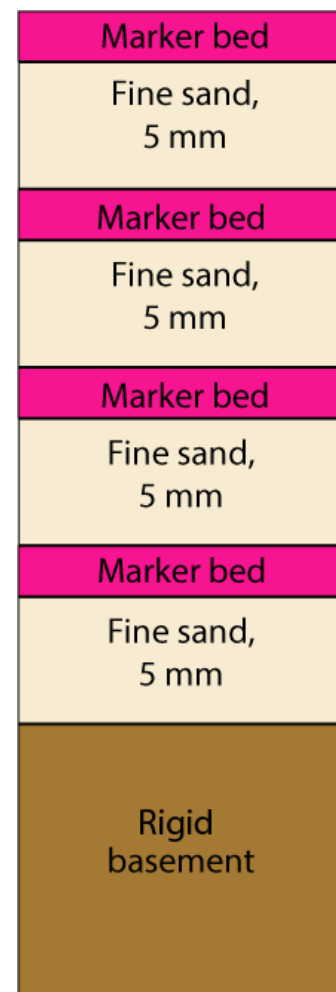 Marker bed
Fine sand,
5 mm
Marker bed
Fine sand,
5 mm
Marker bed
Fine sand,
5 mm
Marker bed
Fine sand,
5 mm
Rigid
basement